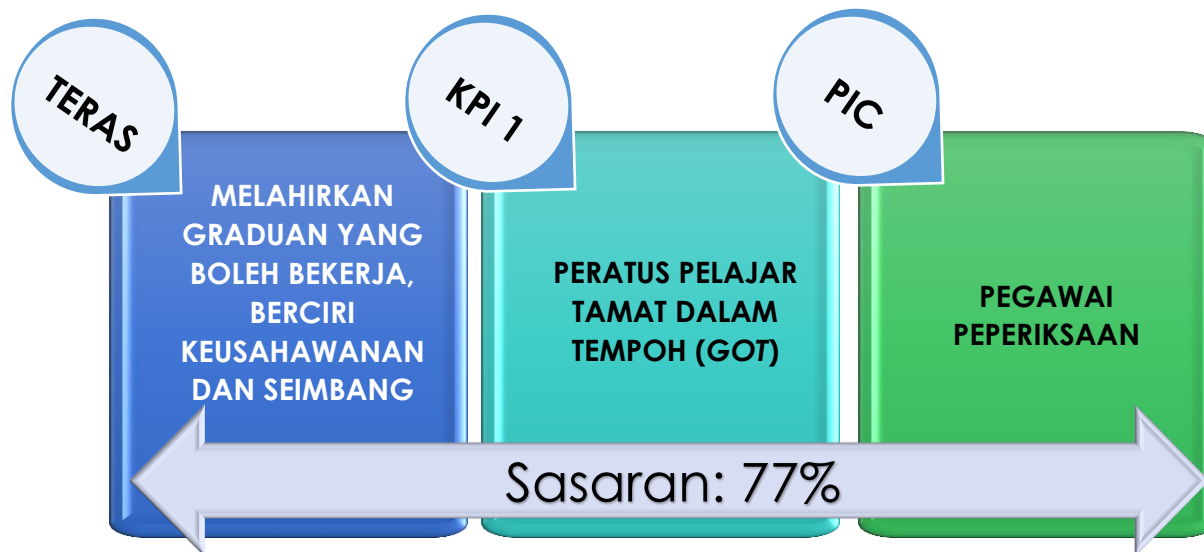 TERAS
MELAHIRKAN
GRADUAN YANG
BOLEH BEKERJA,
BERCIRI
KEUSAHAWANAN
DAN SEIMBANG
KPI 1
PERATUS PELAJAR
TAMAT DALAM
TEMPOH (GOT)
PIC
PEGAWAI
PEPERIKSAAN
Sasaran: 77%